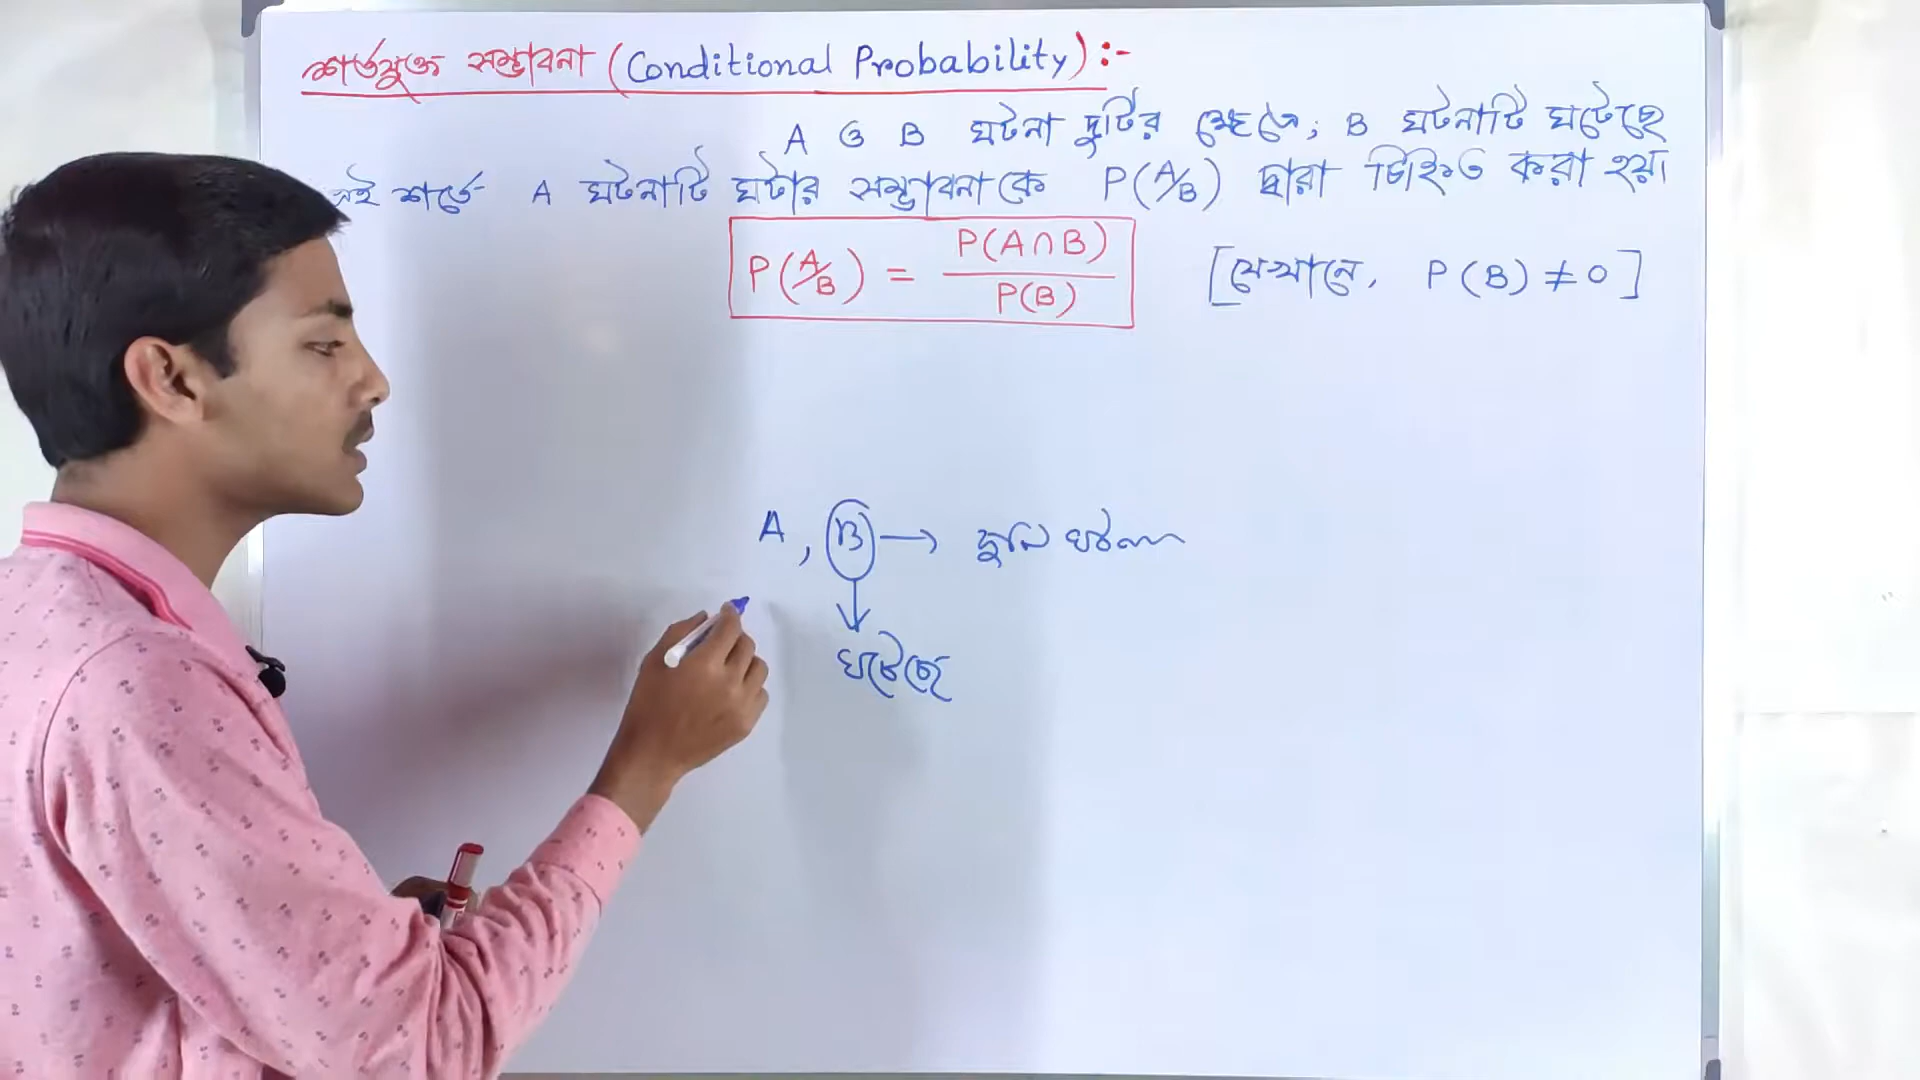 শর্তযুক্ত সম্ভাবনা (Conditional Probability) :-
A ও B ঘটনা দুটির ক্ষেত্রে, B ঘটনাটি ঘটেছে
এই শর্তে A ঘটনাটি ঘটার সম্ভাবনাকে P(A/B) দ্বারা চিহ্নিত করা হয়।
P(A/B) = P(A∩B) / P(B) [যেখানে, P(B) ≠ 0]
A, B → দুটি ঘটনা
ঘটেছে